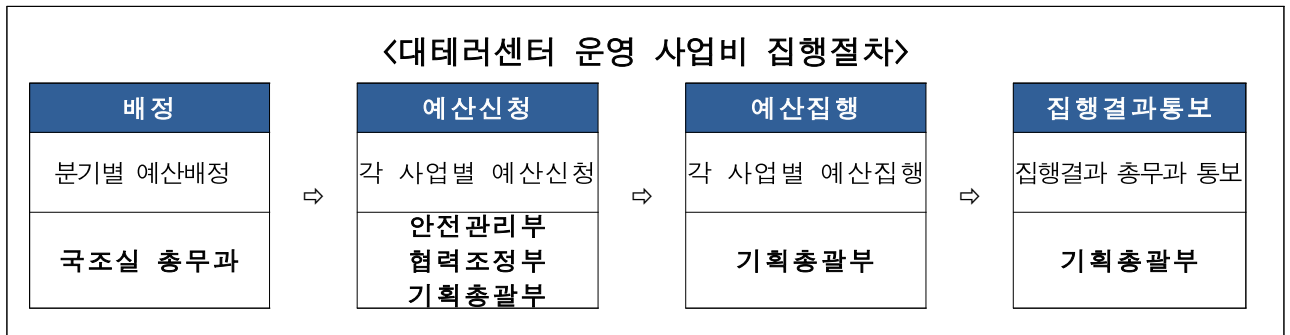 <대테러센터 운영 사업비 집행절차>
배정
예산신청
예산집행
집행결과통보
분기별 예산배정
각 사업별 예산신청
각 사업별 예산집행
집행결과 총무과 통보
⇨
⇨
⇨
국조실 총무과
안전관리부
협력조정부
기획총괄부
기획총괄부
기획총괄부